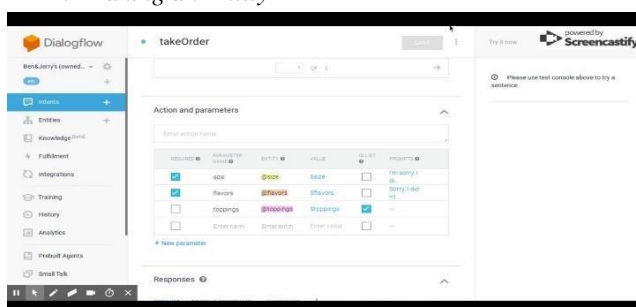 Dialogflow
takeOrder
Try it now
powered by
Screencastify
Ben&Jerry's (owned...
en
Please use test console above to try a
sentence.
Intents
Entities
Knowledge [beta]
Fulfillment
Integrations
Training
History
Analytics
Prebuilt Agents
Small Talk
Action and parameters
Enter action name
REQUIRED
PARAMETER NAME
ENTITY
VALUE
IS LIST
PROMPTS
size
@size
$size
I'm sorry I
di...
flavors
@flavors
$flavors
Sorry, I did
toppings
@toppings
$toppings
Enter name
Enter entity
Enter value
+ New parameter
Responses